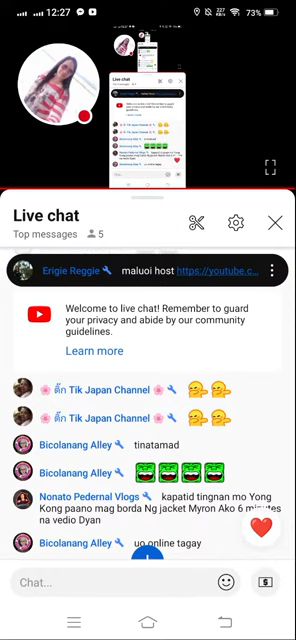 12:27
227
KB/s
73%
Live chat
Top messages 5
Erigie Reggie maluoi host https://youtube.c...
Welcome to live chat! Remember to guard
your privacy and abide by our community
guidelines.
Learn more
ติ๊ก Tik Japan Channel
ติ๊ก Tik Japan Channel
Bicolanang Alley tinatamad
Bicolanang Alley
Nonato Pedernal Vlogs kapatid tingnan mo Yong
Kong paano mag borda Ng jacket Myron Ako 6 minutes
na vedio Dyan
Bicolanang Alley uo online tagay
Chat...